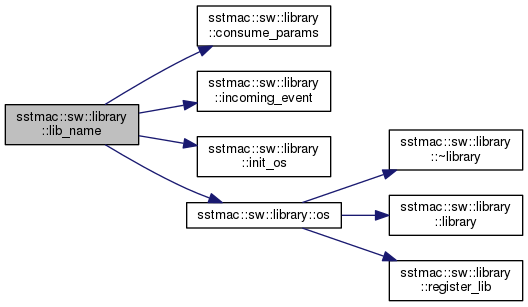 sstmac::sw::library
::lib_name
sstmac::sw::library
::consume_params
sstmac::sw::library
::incoming_event
sstmac::sw::library
::init_os
sstmac::sw::library::os
sstmac::sw::library
::~library
sstmac::sw::library
::library
sstmac::sw::library
::register_lib